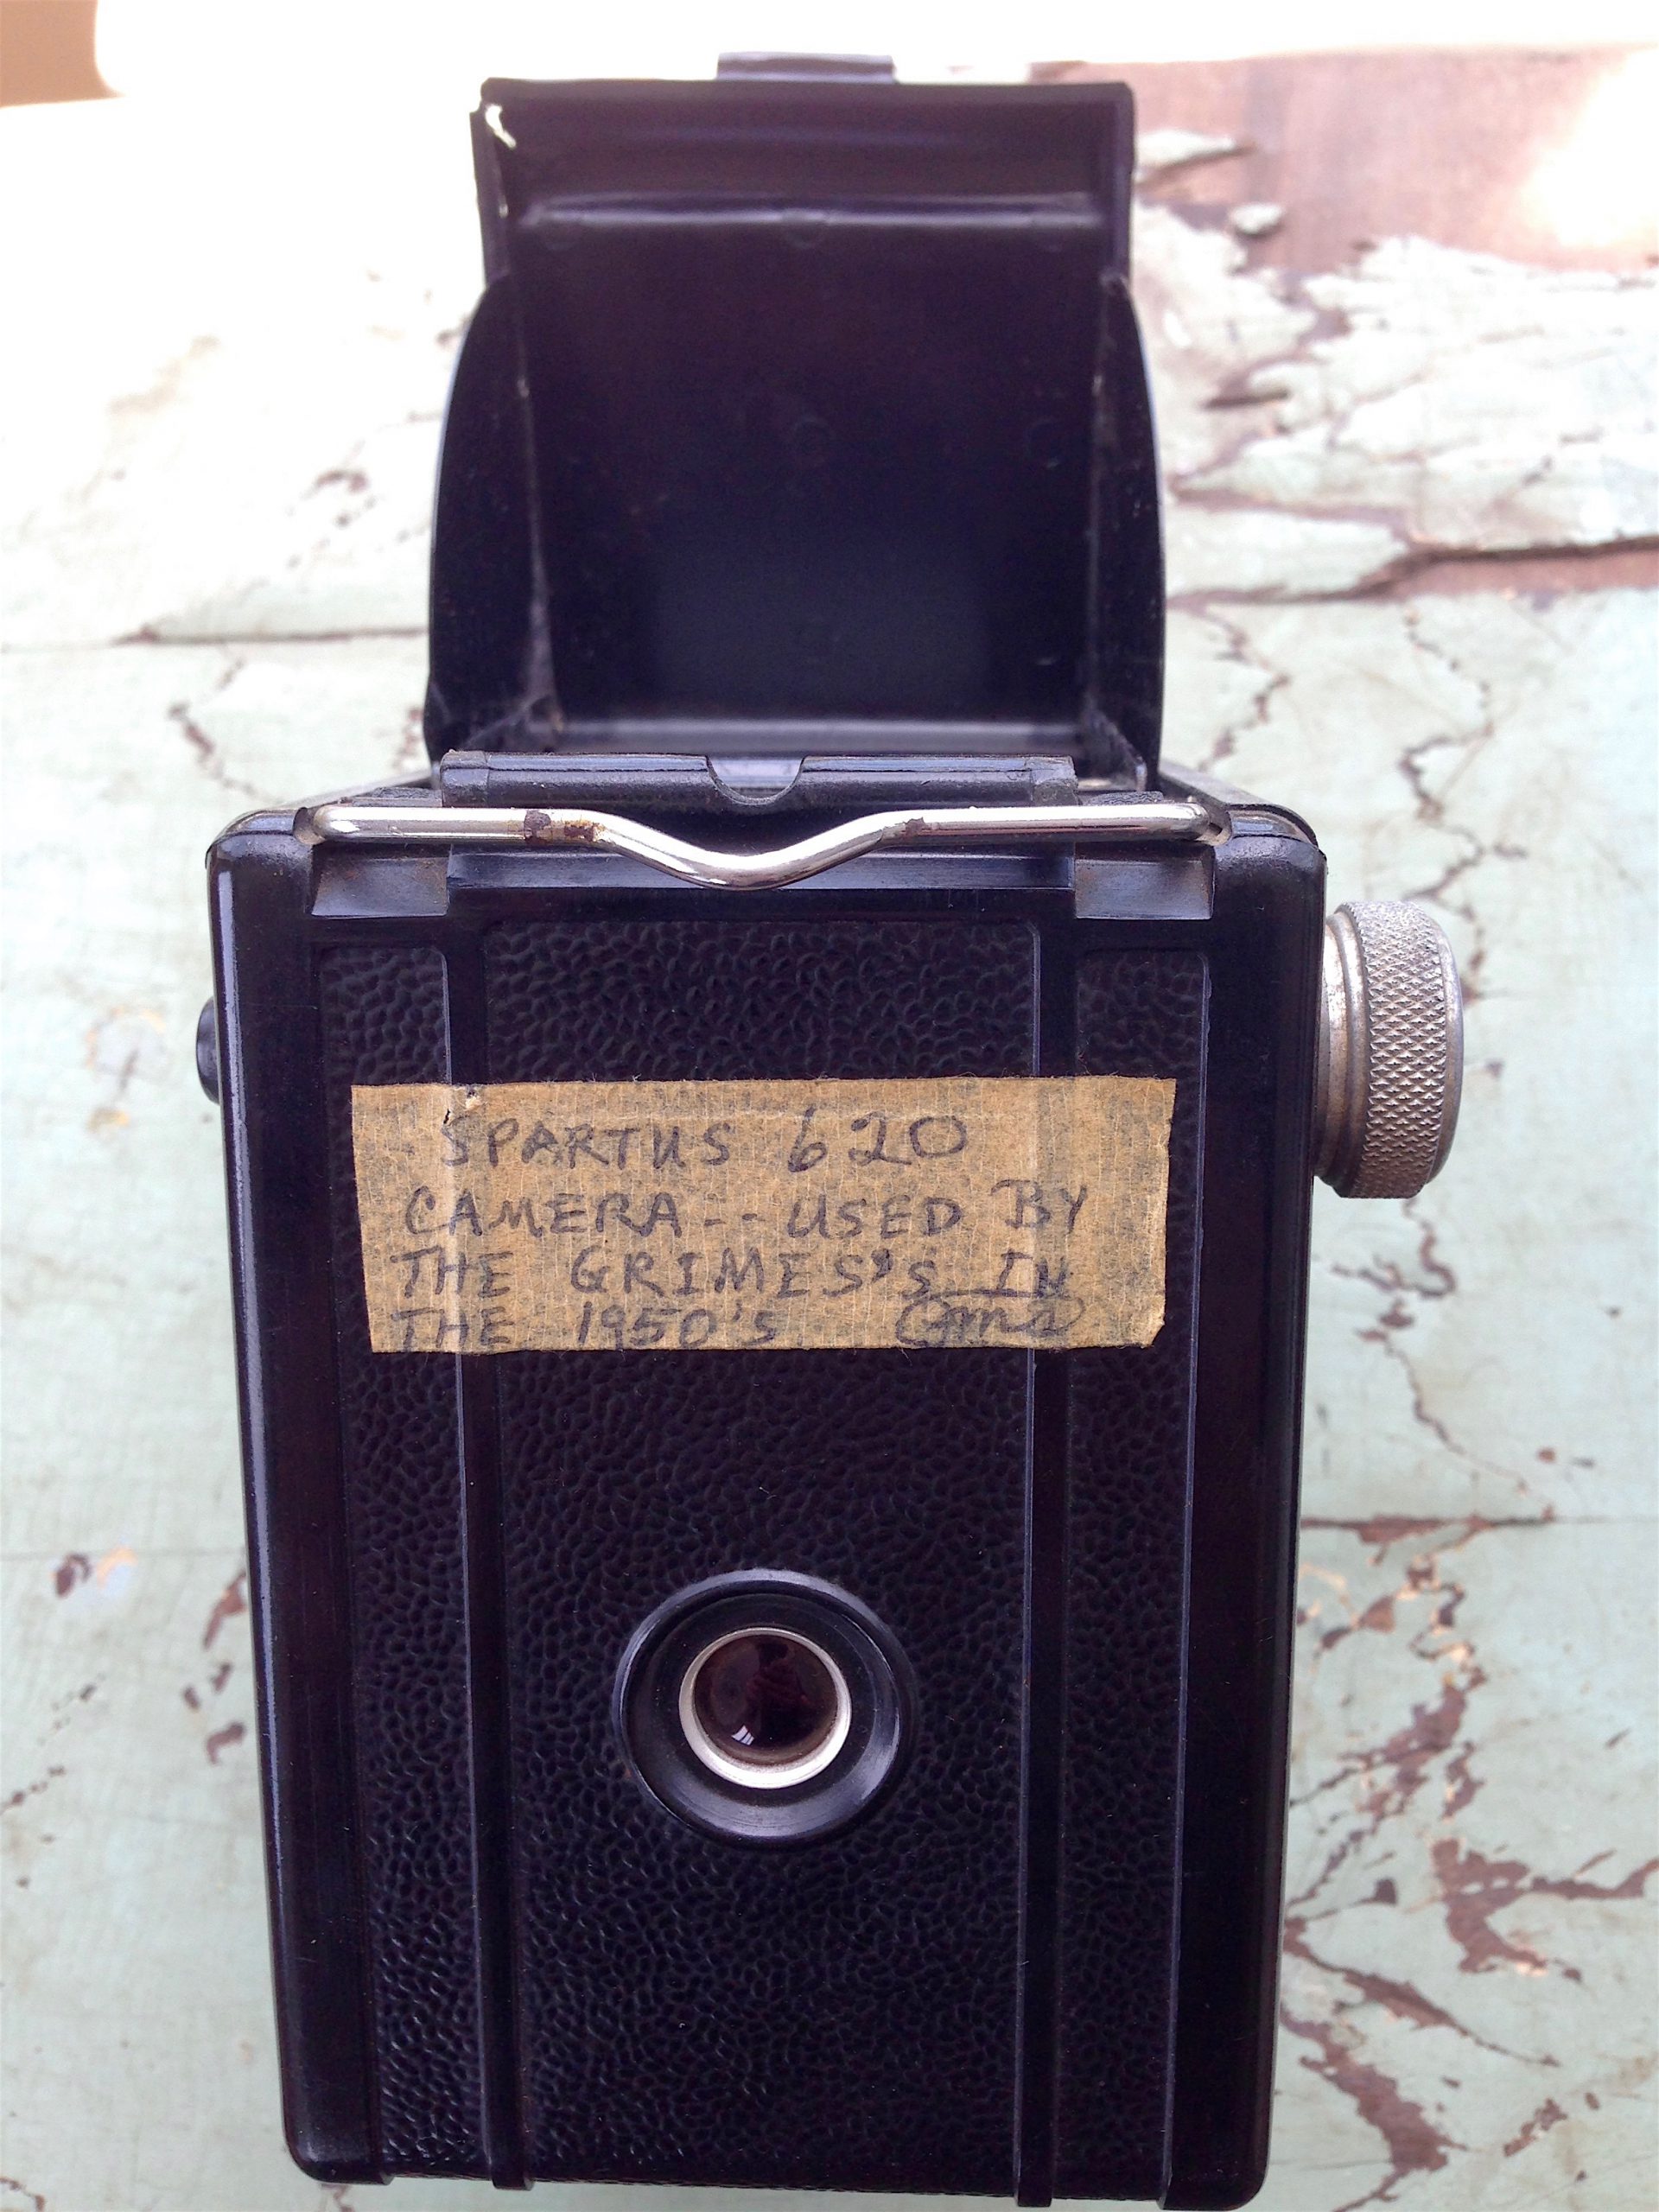 SPARTUS 620
CAMERA -- USED BY
THE GRIMES'S IN
THE 1950'S